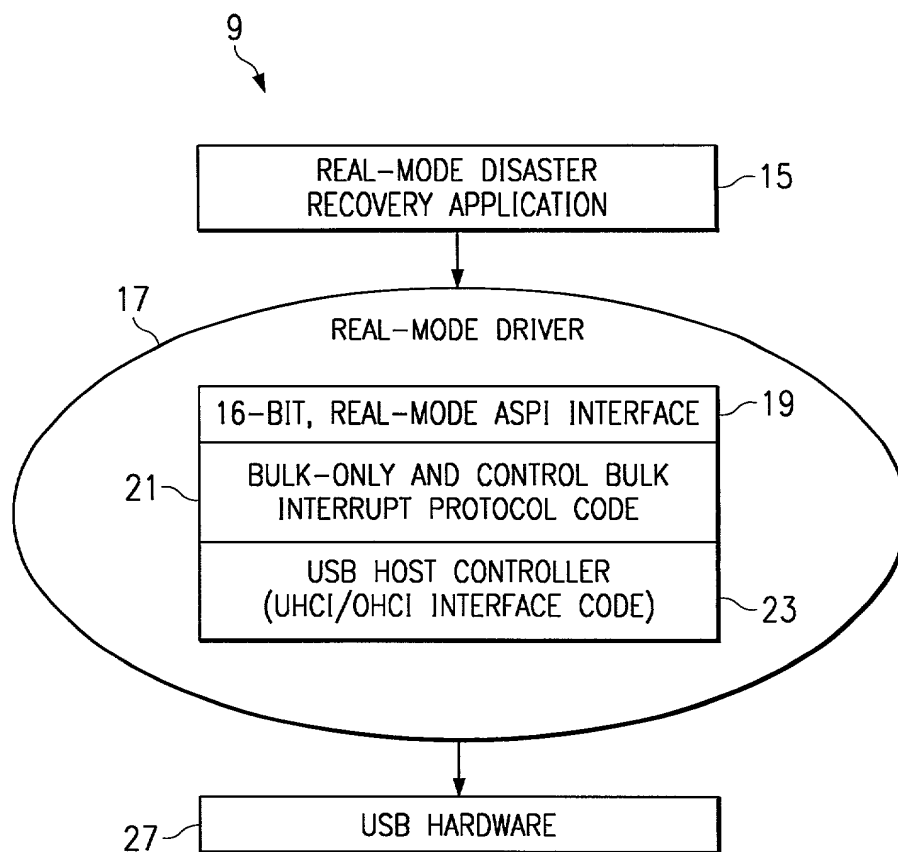 9
REAL-MODE DISASTER
RECOVERY APPLICATION
15
17
REAL-MODE DRIVER
16-BIT, REAL-MODE ASPI INTERFACE
19
21
BULK-ONLY AND CONTROL BULK
INTERRUPT PROTOCOL CODE
USB HOST CONTROLLER
(UHCI/OHCI INTERFACE CODE)
23
27
USB HARDWARE